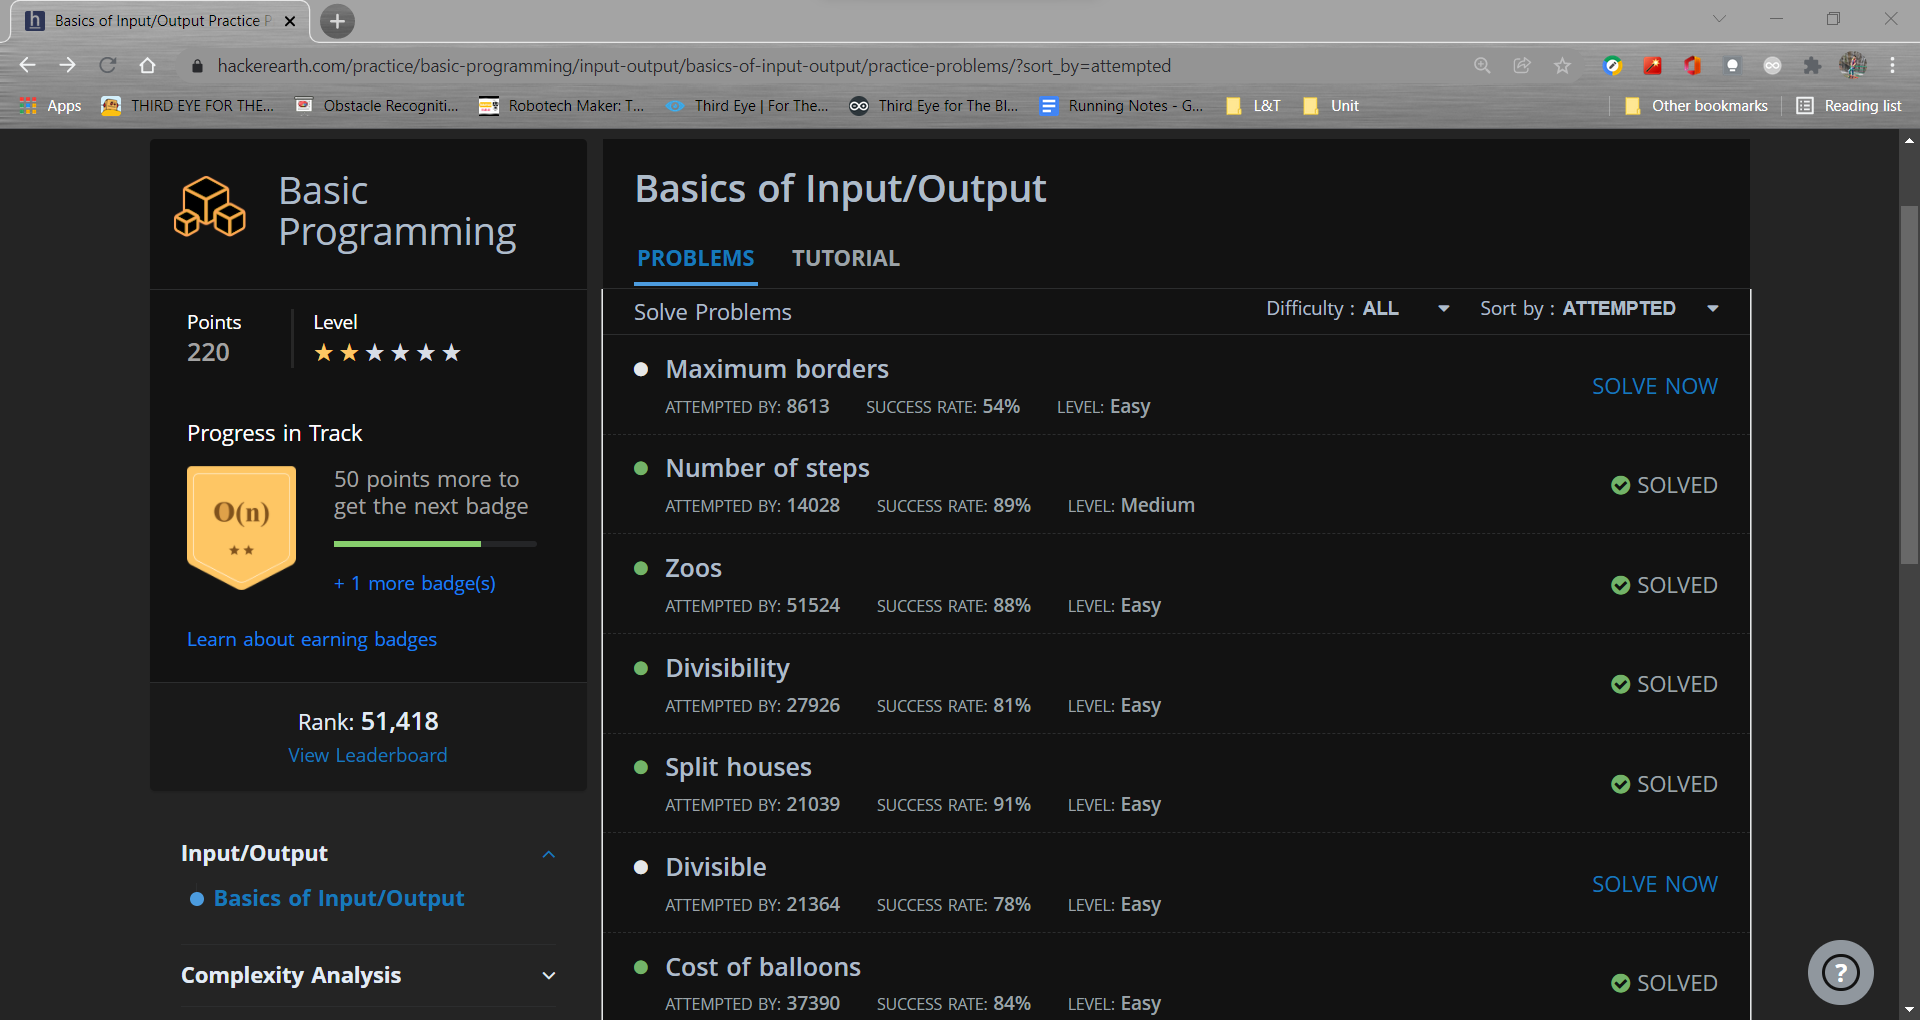 Basics of Input/Output Practice P
hackerearth.com/practice/basic-programming/input-output/basics-of-input-output/practice-problems/?sort_by=attempted
Apps THIRD EYE FOR THE... Obstacle Recogniti... Robotech Maker: T... Third Eye | For The... Third Eye for The Bl... Running Notes - G... L&T Unit Other bookmarks Reading list
Basic
Programming
Points
220
Level
Progress in Track
O(n)
50 points more to
get the next badge
+ 1 more badge(s)
Learn about earning badges
Rank: 51,418
View Leaderboard
Input/Output
Basics of Input/Output
Complexity Analysis
Basics of Input/Output
PROBLEMS TUTORIAL
Solve Problems Difficulty : ALL Sort by : ATTEMPTED
Maximum borders
ATTEMPTED BY: 8613 SUCCESS RATE: 54% LEVEL: Easy
SOLVE NOW
Number of steps
ATTEMPTED BY: 14028 SUCCESS RATE: 89% LEVEL: Medium
SOLVED
Zoos
ATTEMPTED BY: 51524 SUCCESS RATE: 88% LEVEL: Easy
SOLVED
Divisibility
ATTEMPTED BY: 27926 SUCCESS RATE: 81% LEVEL: Easy
SOLVED
Split houses
ATTEMPTED BY: 21039 SUCCESS RATE: 91% LEVEL: Easy
SOLVED
Divisible
ATTEMPTED BY: 21364 SUCCESS RATE: 78% LEVEL: Easy
SOLVE NOW
Cost of balloons
ATTEMPTED BY: 37390 SUCCESS RATE: 84% LEVEL: Easy
SOLVED
?